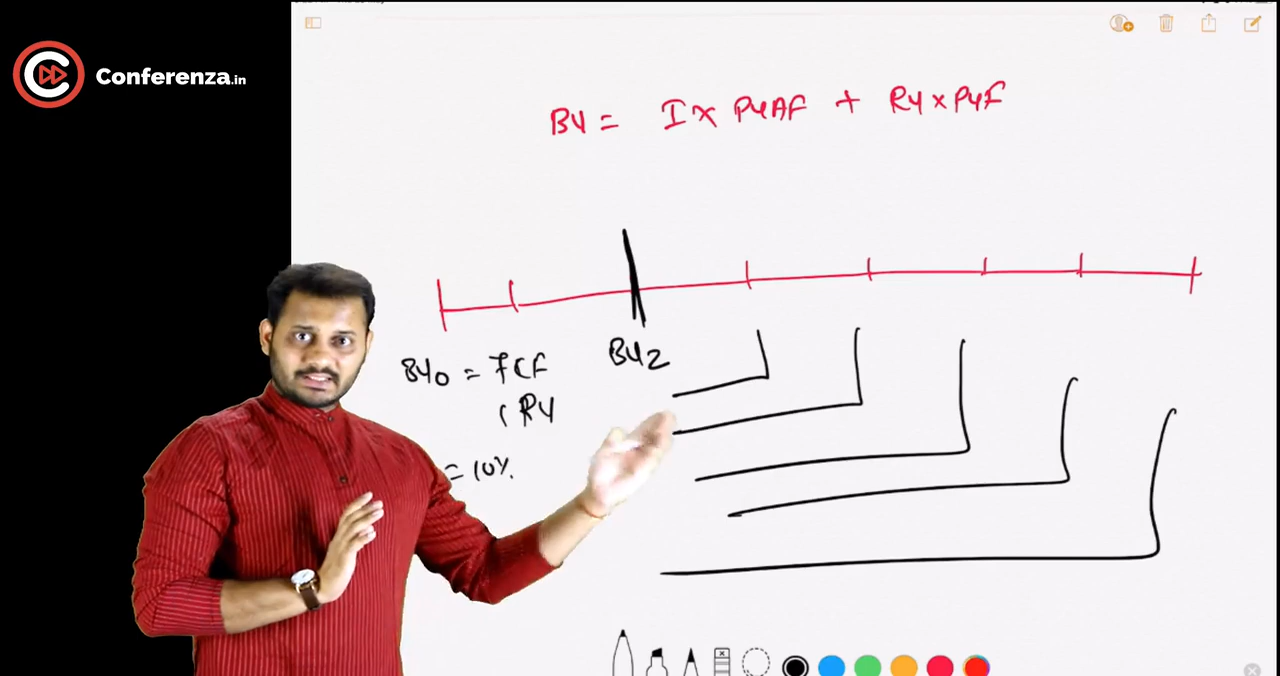 Conferenza.in
BV = I × PVAF + RV × PVF
BV₀ = FCF
BV₂
( RV
= 10%